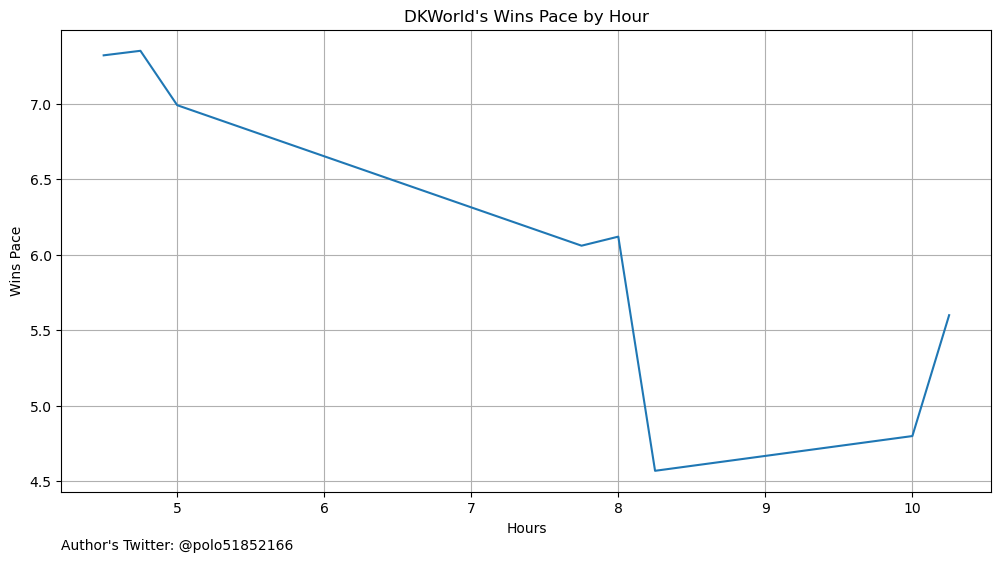 DKWorld's Wins Pace by Hour
7.0
6.5
6.0
5.5
5.0
4.5
Wins Pace
5 6 7 8 9 10
Hours
Author's Twitter: @polo51852166